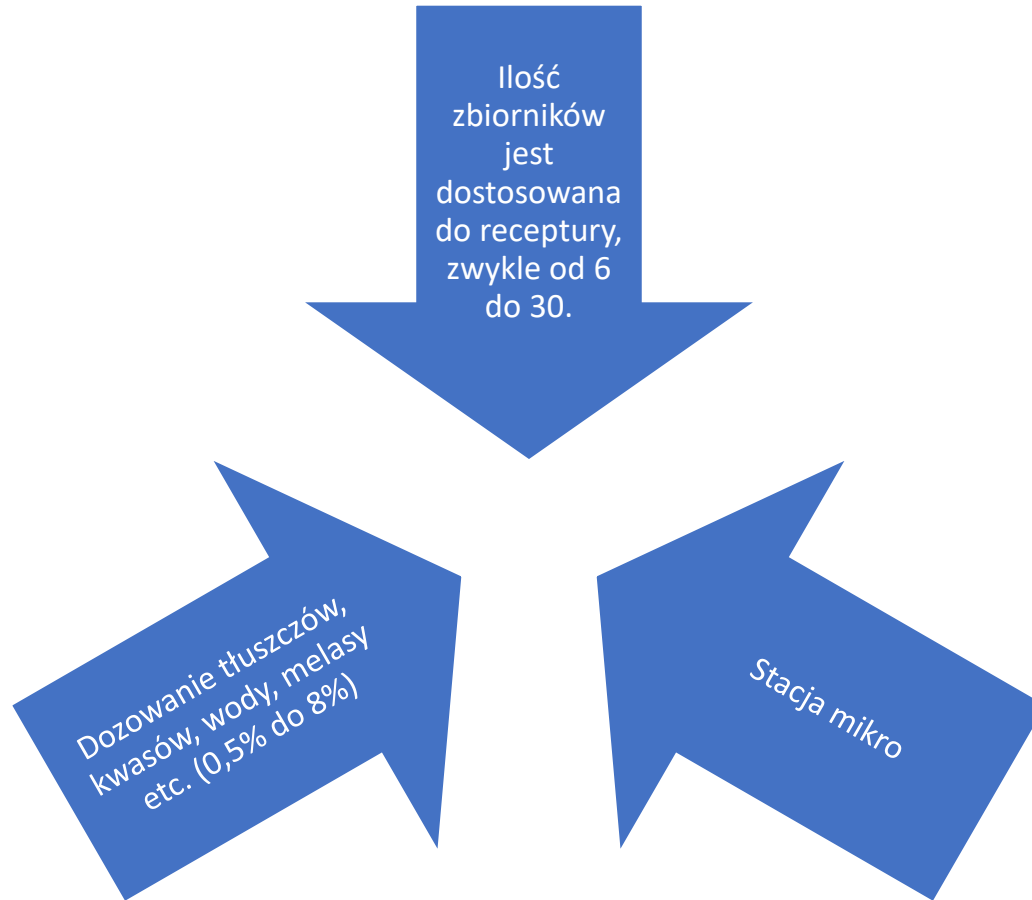 Ilość
zbiorników
jest
dostosowana
do receptury,
zwykle od 6
do 30.
Dozowanie tłuszczów,
kwasów, wody, melasy
etc. (0,5% do 8%)
Stacja mikro